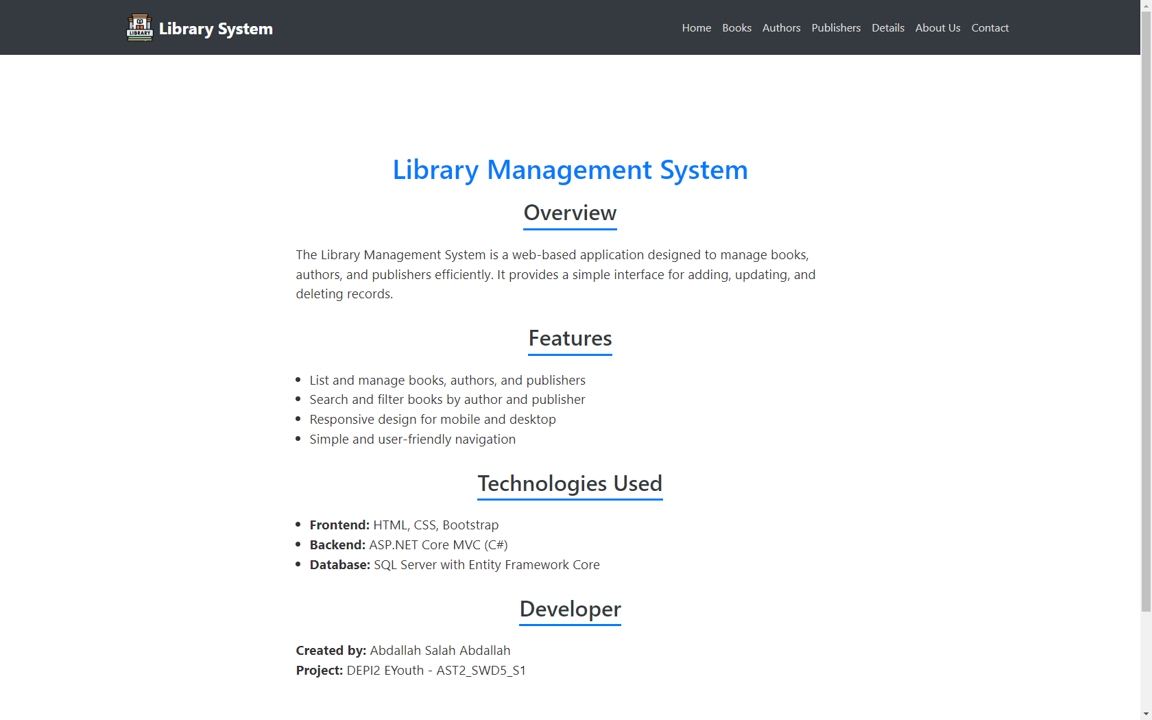 LIBRARY
Library System
Home Books Authors Publishers Details About Us Contact
Library Management System
Overview
The Library Management System is a web-based application designed to manage books,
authors, and publishers efficiently. It provides a simple interface for adding, updating, and
deleting records.
Features
List and manage books, authors, and publishers
Search and filter books by author and publisher
Responsive design for mobile and desktop
Simple and user-friendly navigation
Technologies Used
Frontend: HTML, CSS, Bootstrap
Backend: ASP.NET Core MVC (C#)
Database: SQL Server with Entity Framework Core
Developer
Created by: Abdallah Salah Abdallah
Project: DEPI2 EYouth - AST2_SWD5_S1